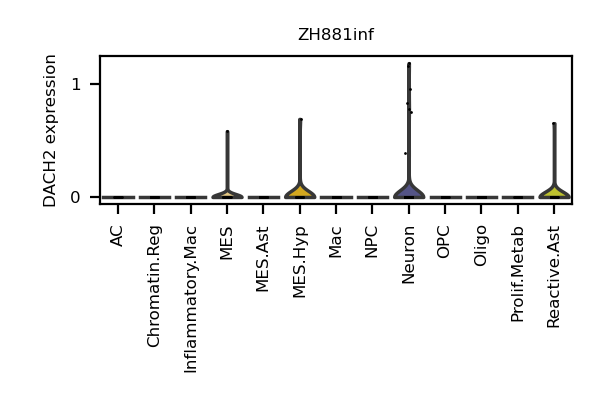 ZH881inf
DACH2 expression
1
0
AC
Chromatin.Reg
Inflammatory.Mac
MES
MES.Ast
MES.Hyp
Mac
NPC
Neuron
OPC
Oligo
Prolif.Metab
Reactive.Ast